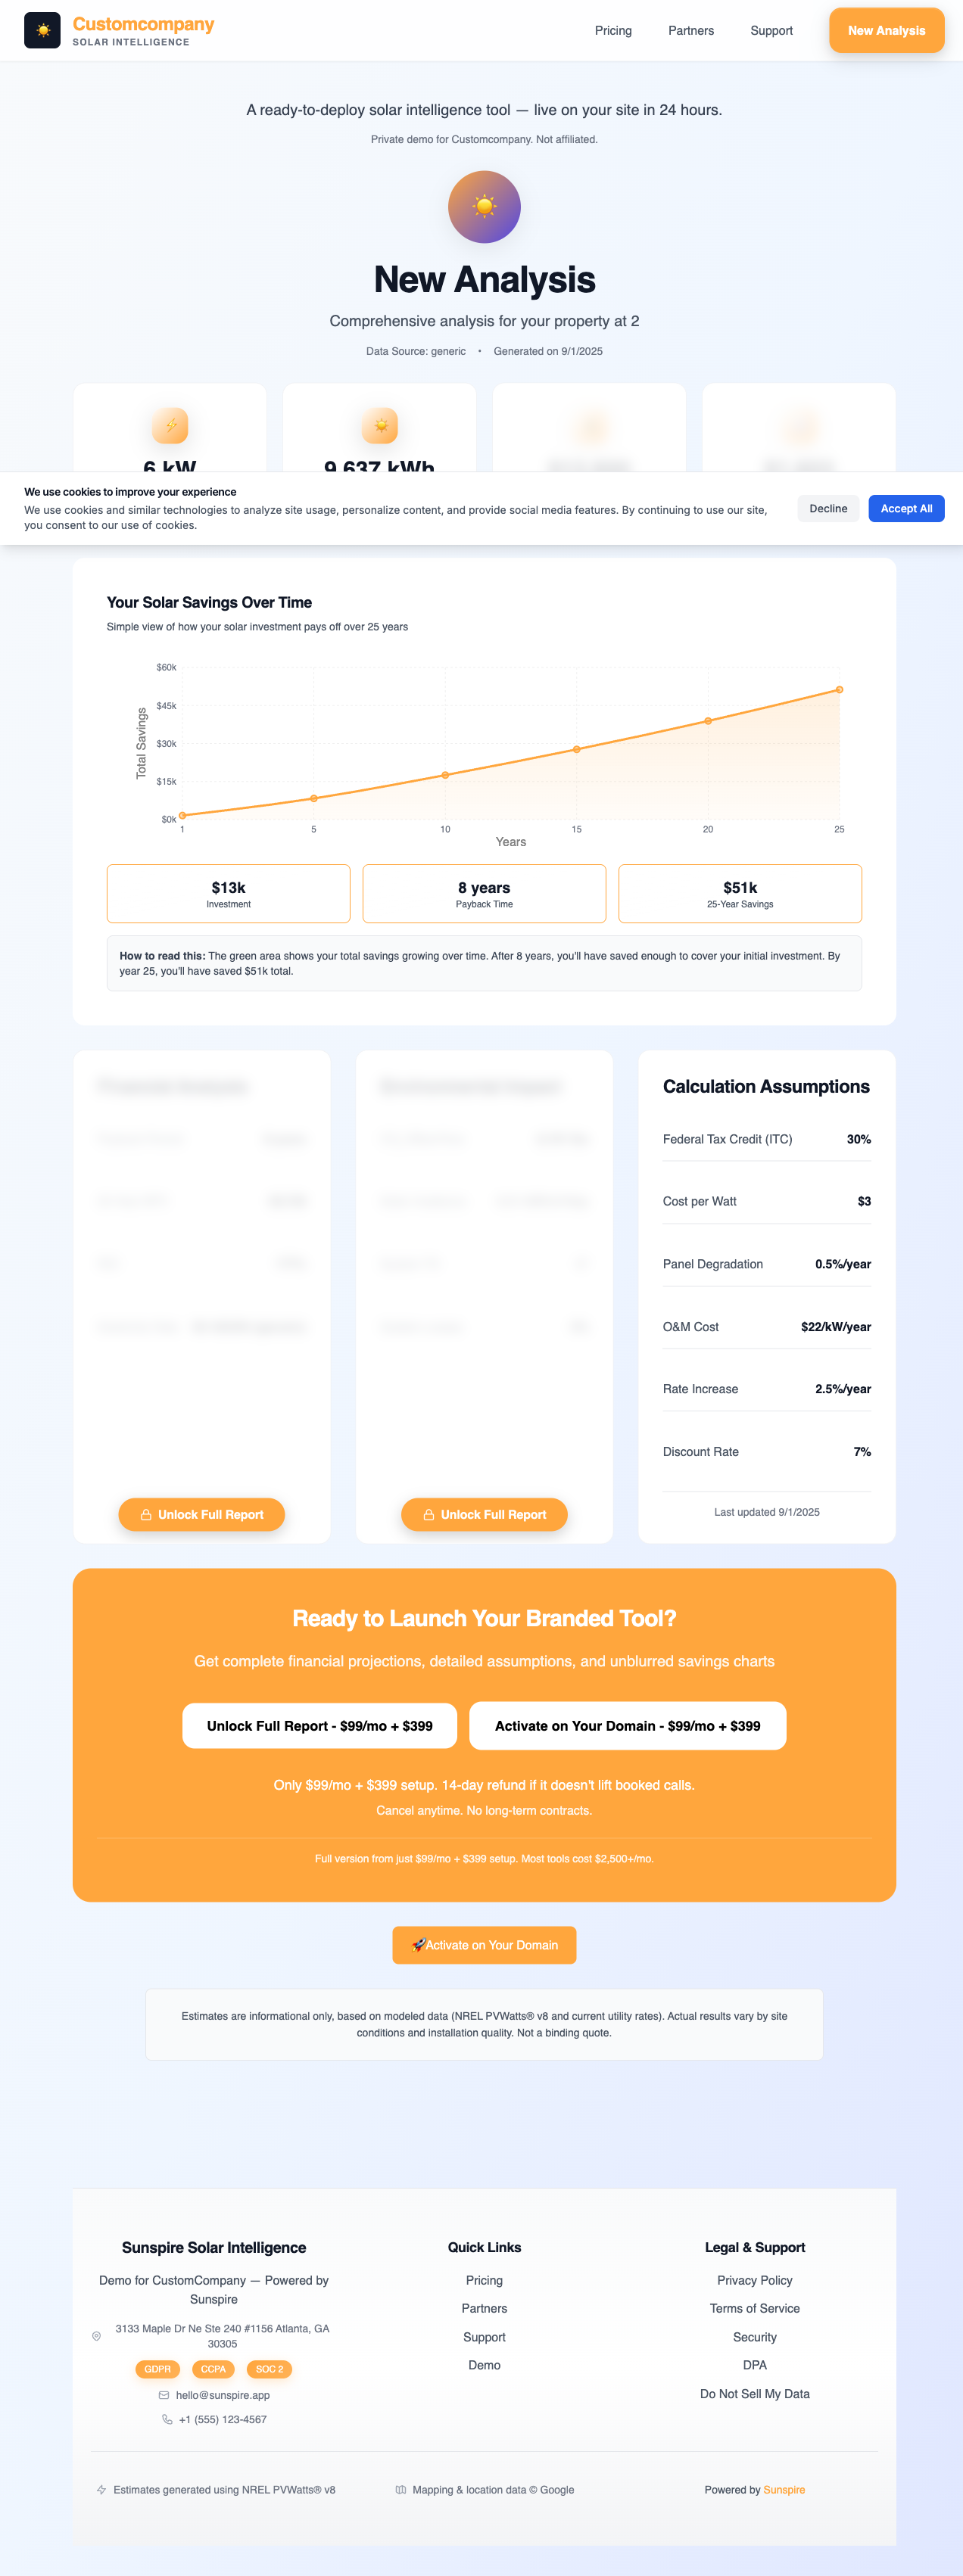 Customcompany
SOLAR INTELLIGENCE
Pricing
Partners
Support
New Analysis
A ready-to-deploy solar intelligence tool — live on your site in 24 hours.
Private demo for Customcompany. Not affiliated.
New Analysis
Comprehensive analysis for your property at 2
Data Source: generic • Generated on 9/1/2025
6 kW
9,637 kWh
We use cookies to improve your experience
We use cookies and similar technologies to analyze site usage, personalize content, and provide social media features. By continuing to use our site,
you consent to our use of cookies.
Decline
Accept All
Your Solar Savings Over Time
Simple view of how your solar investment pays off over 25 years
$60k
$45k
$30k
$15k
$0k
Total Savings
1
5
10
15
20
25
Years
$13k
Investment
8 years
Payback Time
$51k
25-Year Savings
How to read this: The green area shows your total savings growing over time. After 8 years, you'll have saved enough to cover your initial investment. By
year 25, you'll have saved $51k total.
Unlock Full Report
Unlock Full Report
Calculation Assumptions
Federal Tax Credit (ITC) 30%
Cost per Watt $3
Panel Degradation 0.5%/year
O&M Cost $22/kW/year
Rate Increase 2.5%/year
Discount Rate 7%
Last updated 9/1/2025
Ready to Launch Your Branded Tool?
Get complete financial projections, detailed assumptions, and unblurred savings charts
Unlock Full Report - $99/mo + $399
Activate on Your Domain - $99/mo + $399
Only $99/mo + $399 setup. 14-day refund if it doesn't lift booked calls.
Cancel anytime. No long-term contracts.
Full version from just $99/mo + $399 setup. Most tools cost $2,500+/mo.
🚀Activate on Your Domain
Estimates are informational only, based on modeled data (NREL PVWatts® v8 and current utility rates). Actual results vary by site
conditions and installation quality. Not a binding quote.
Sunspire Solar Intelligence
Demo for CustomCompany — Powered by
Sunspire
3133 Maple Dr Ne Ste 240 #1156 Atlanta, GA
30305
GDPR
CCPA
SOC 2
hello@sunspire.app
+1 (555) 123-4567
Quick Links
Pricing
Partners
Support
Demo
Legal & Support
Privacy Policy
Terms of Service
Security
DPA
Do Not Sell My Data
Estimates generated using NREL PVWatts® v8
Mapping & location data © Google
Powered by Sunspire